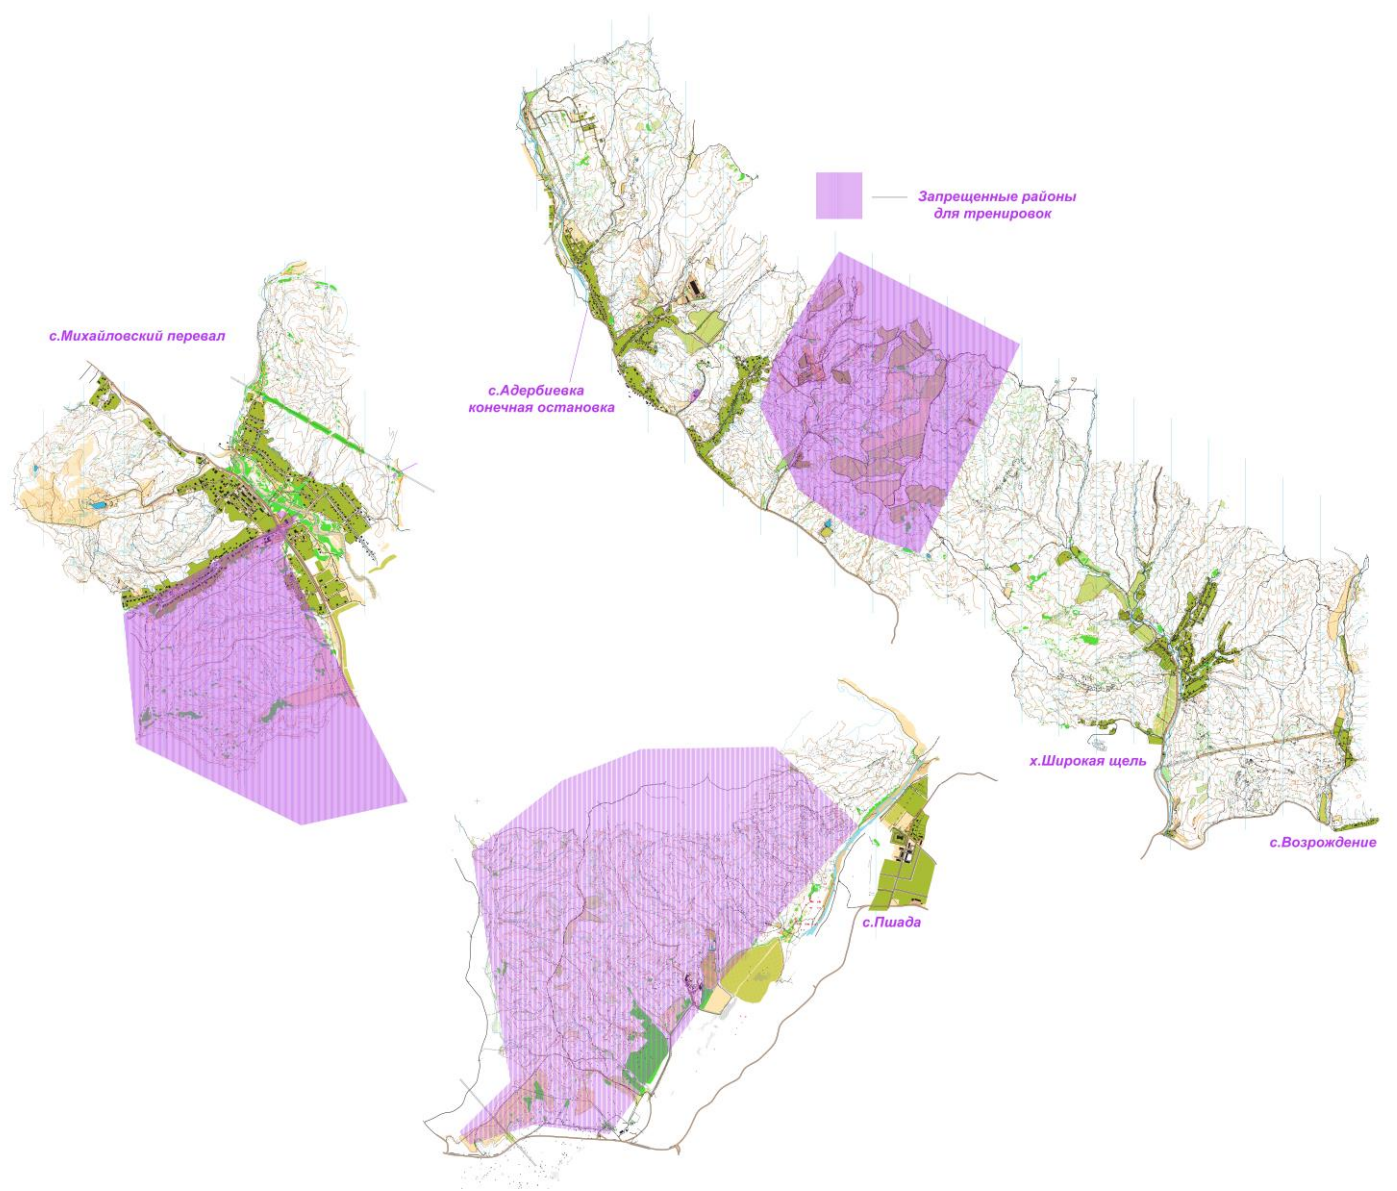 Запрещенные районы
для тренировок
с.Михайловский перевал
с.Адербиевка
конечная остановка
х.Широкая щель
с.Возрождение
с.Пшада